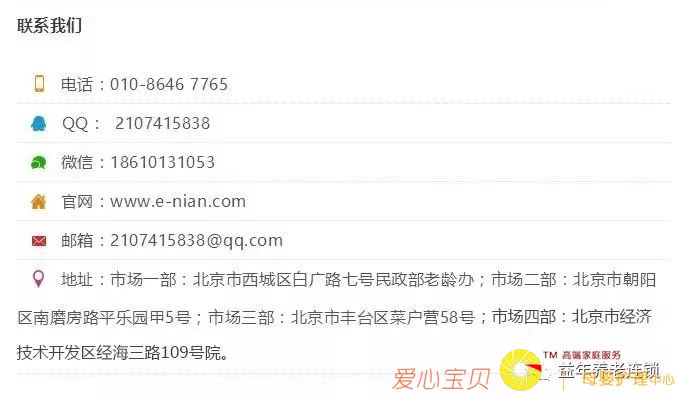 联系我们
电话：010-8646 7765
QQ： 2107415838
微信：18610131053
官网：www.e-nian.com
邮箱：2107415838@qq.com
地址：市场一部：北京市西城区白广路七号民政部老龄办；市场二部：北京市朝阳
区南磨房路平乐园甲5号；市场三部：北京市丰台区菜户营58号；市场四部：北京市经济
技术开发区经海三路109号院。
TM 高端家庭服务
爱心宝贝
益年养老连锁
母婴护理中心